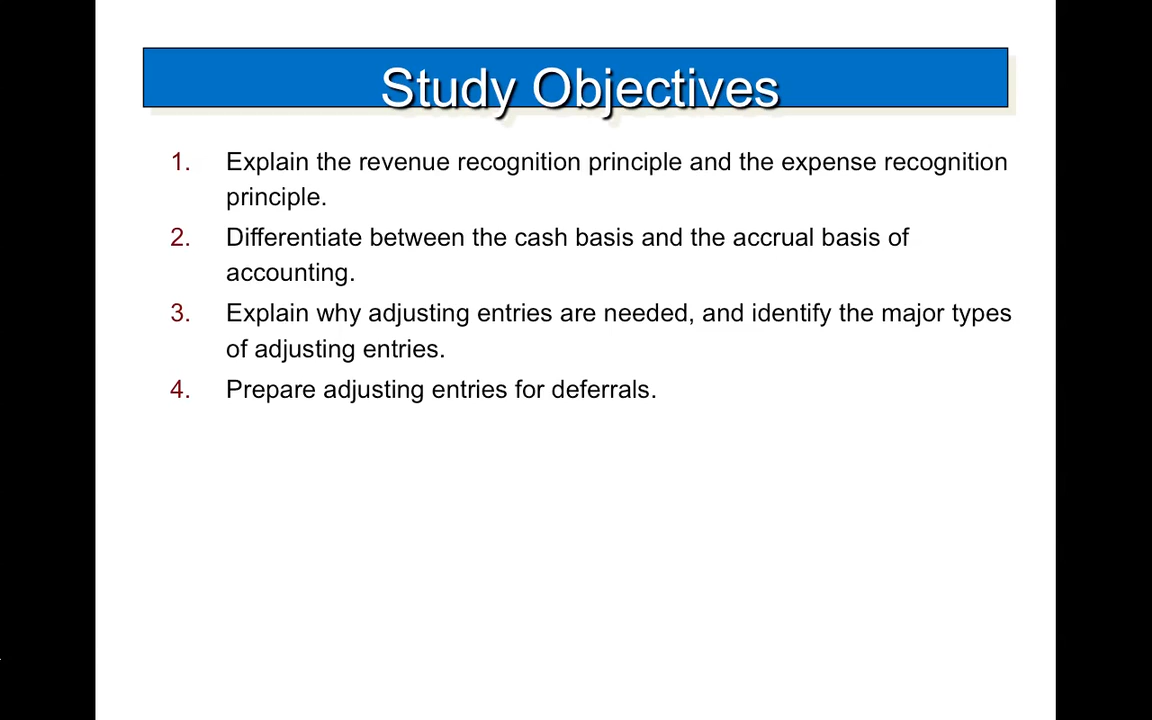 Study Objectives
1. Explain the revenue recognition principle and the expense recognition
principle.
2. Differentiate between the cash basis and the accrual basis of
accounting.
3. Explain why adjusting entries are needed, and identify the major types
of adjusting entries.
4. Prepare adjusting entries for deferrals.